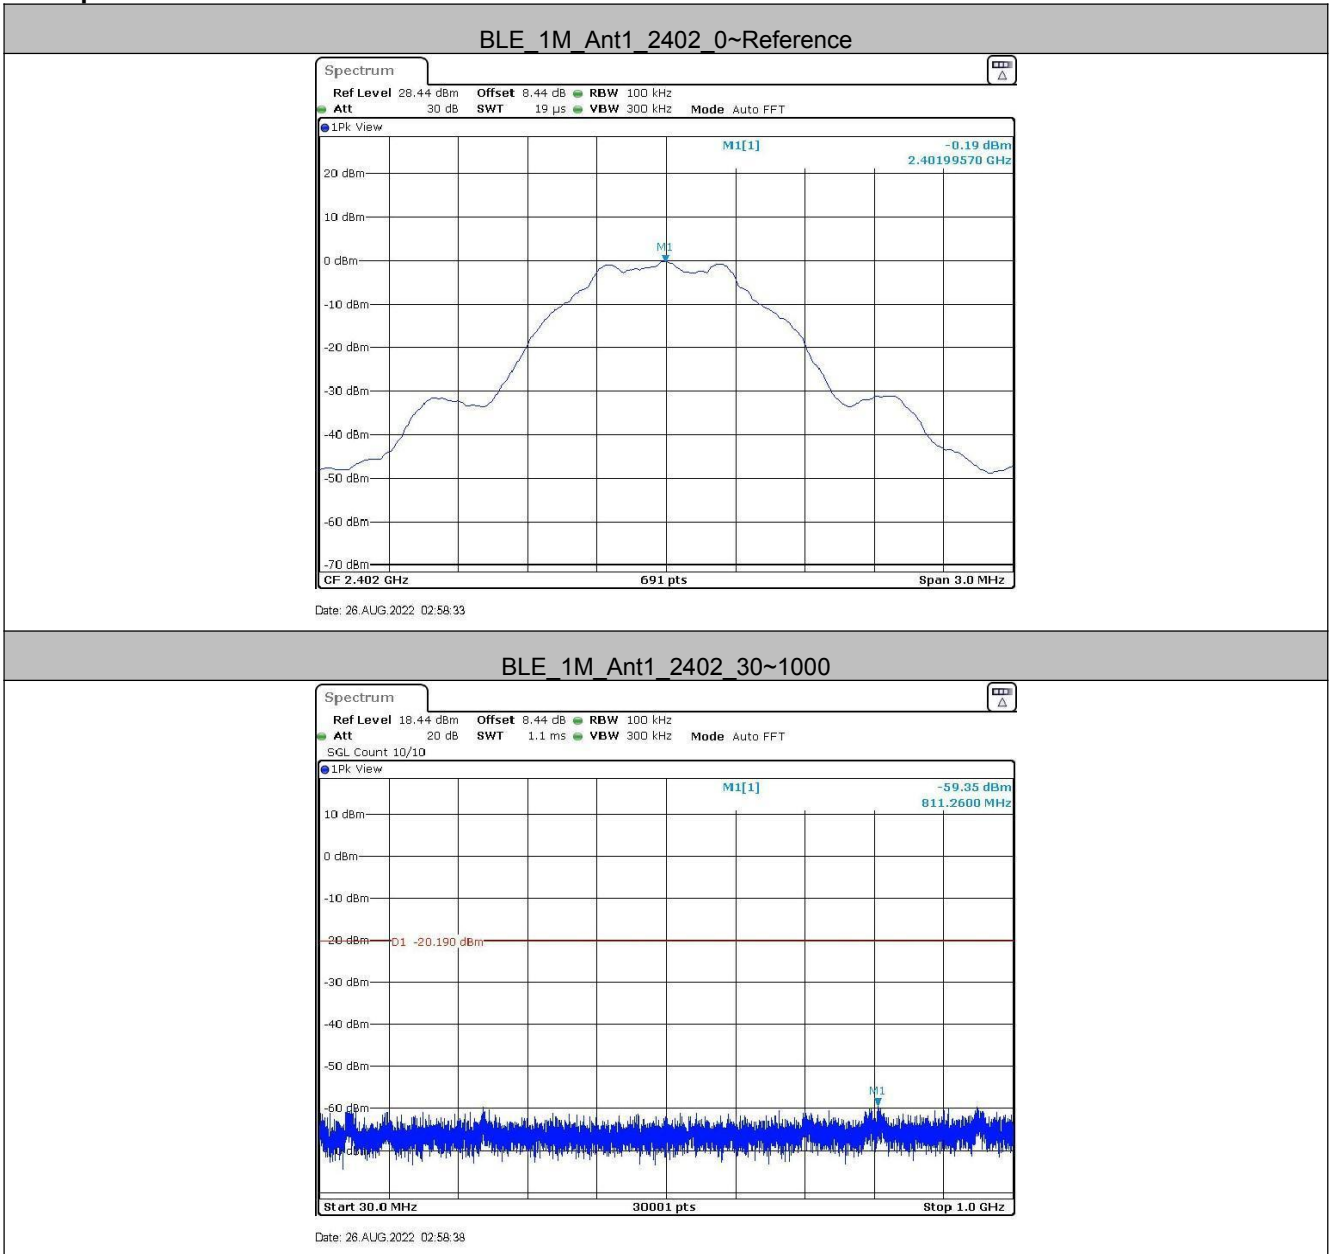 BLE_1M_Ant1_2402_0~Reference
Spectrum
Ref Level 28.44 dBm Offset 8.44 dB RBW 100 kHz
Att 30 dB SWT 19 µs VBW 300 kHz Mode Auto FFT
1Pk View
M1[1] -0.19 dBm
2.40199570 GHz
20 dBm
10 dBm
M1
0 dBm
-10 dBm
-20 dBm
-30 dBm
-40 dBm
-50 dBm
-60 dBm
-70 dBm
CF 2.402 GHz 691 pts Span 3.0 MHz
Date: 26.AUG.2022 02:58:33
BLE_1M_Ant1_2402_30~1000
Spectrum
Ref Level 18.44 dBm Offset 8.44 dB RBW 100 kHz
Att 20 dB SWT 1.1 ms VBW 300 kHz Mode Auto FFT
SGL Count 10/10
1Pk View
M1[1] -59.35 dBm
811.2600 MHz
10 dBm
0 dBm
-10 dBm
-20 dBm D1 -20.190 dBm
-30 dBm
-40 dBm
-50 dBm
M1
-60 dBm
Start 30.0 MHz 30001 pts Stop 1.0 GHz
Date: 26.AUG.2022 02:58:38